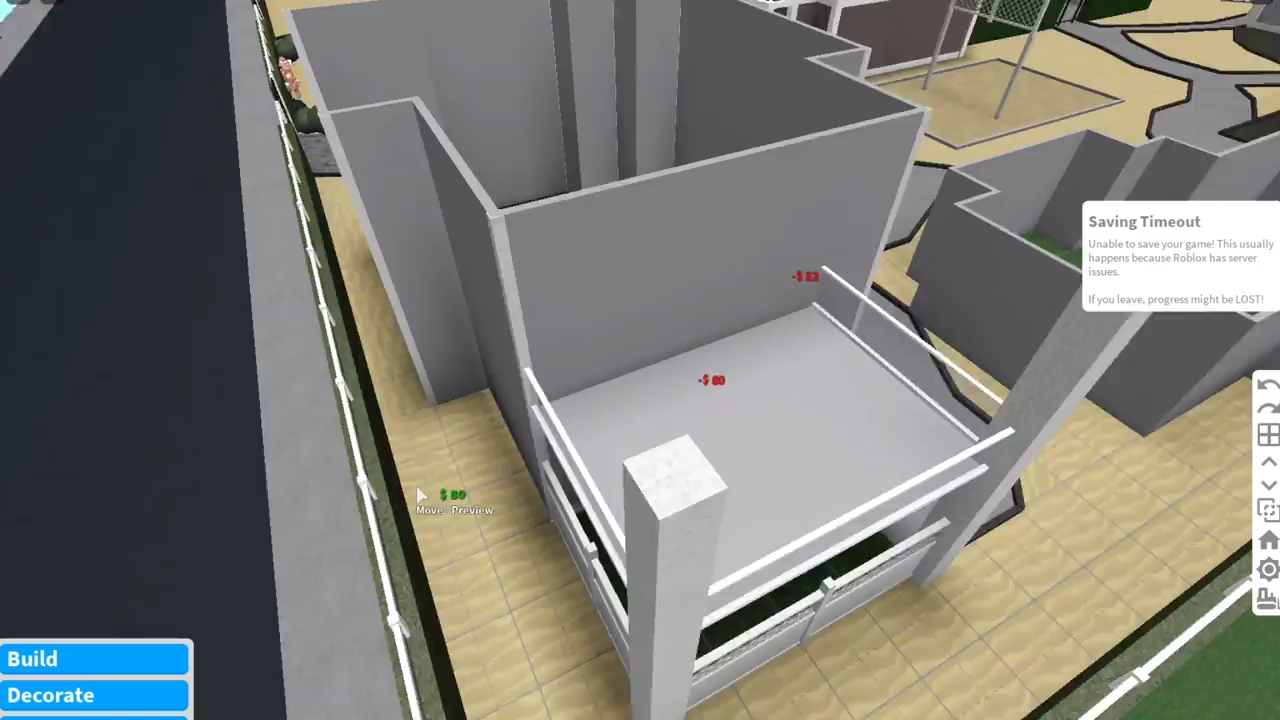 Saving Timeout
Unable to save your game! This usually
happens because Roblox has server
issues.
If you leave, progress might be LOST!
-$ 80
$ 80
Move Preview
Build
Decorate